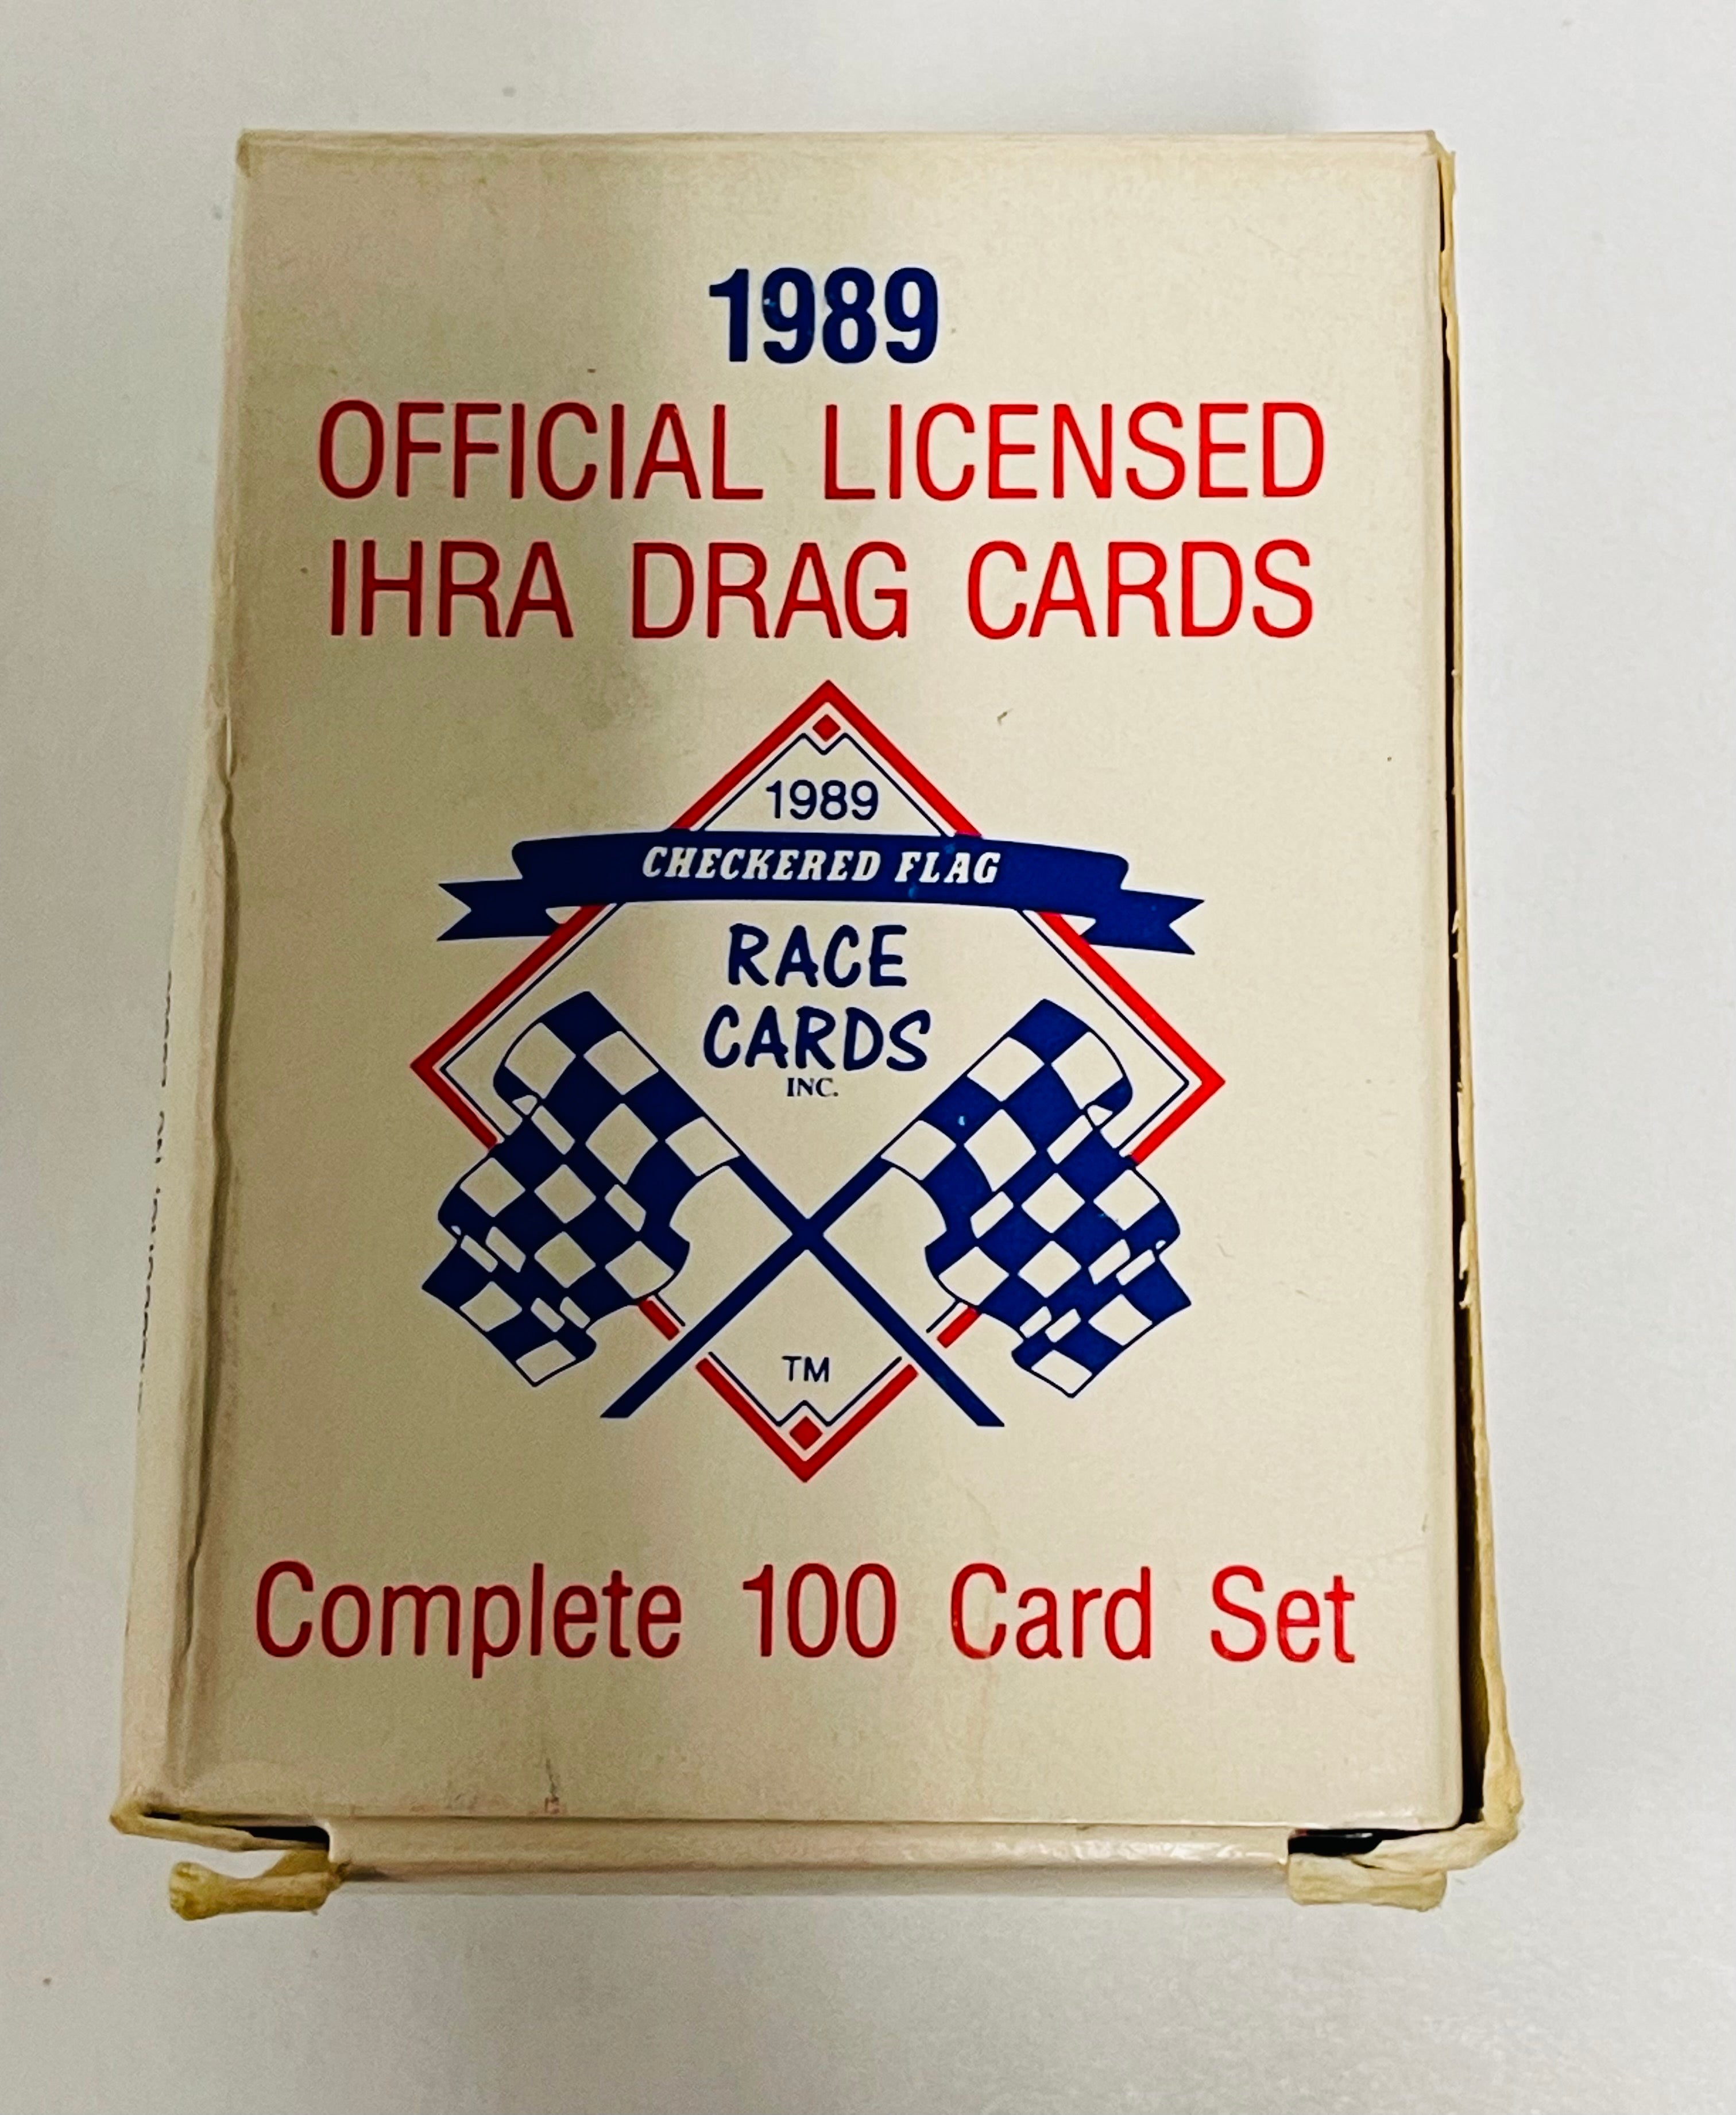 1989
OFFICIAL LICENSED
IHRA DRAG CARDS
1989
CHECKERED FLAG
RACE
CARDS
INC.
TM
Complete 100 Card Set